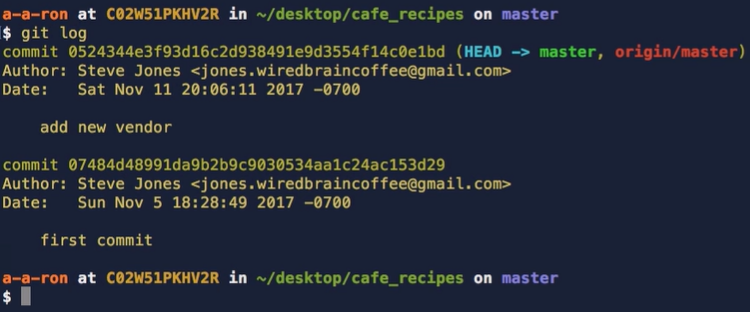 a-a-ron at C02W51PKHV2R in ~/desktop/cafe_recipes on master
$ git log
commit 0524344e3f93d16c2d938491e9d3554f14c0e1bd (HEAD -> master, origin/master)
Author: Steve Jones <jones.wiredbraincoffee@gmail.com>
Date:   Sat Nov 11 20:06:11 2017 -0700
    add new vendor
commit 07484d48991da9b2b9c9030534aa1c24ac153d29
Author: Steve Jones <jones.wiredbraincoffee@gmail.com>
Date:   Sun Nov 5 18:28:49 2017 -0700
    first commit
a-a-ron at C02W51PKHV2R in ~/desktop/cafe_recipes on master
$